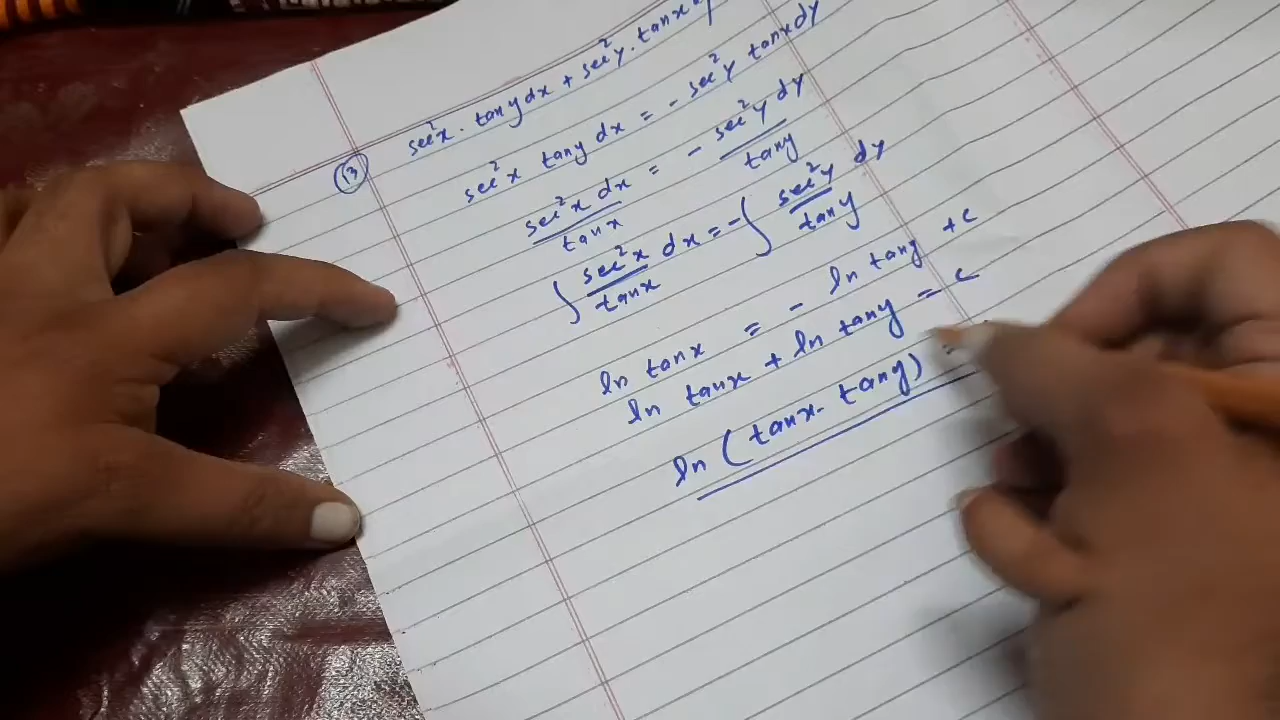 (13) sec²x · tany dx + sec²y · tanx
sec²x tany dx = - sec²y tanx dy
sec²x dx / tanx = - sec²y dy / tany
∫ sec²x / tanx dx = - ∫ sec²y / tany dy
ln tanx = - ln tany + c
ln tanx + ln tany = c
ln (tanx · tany) =